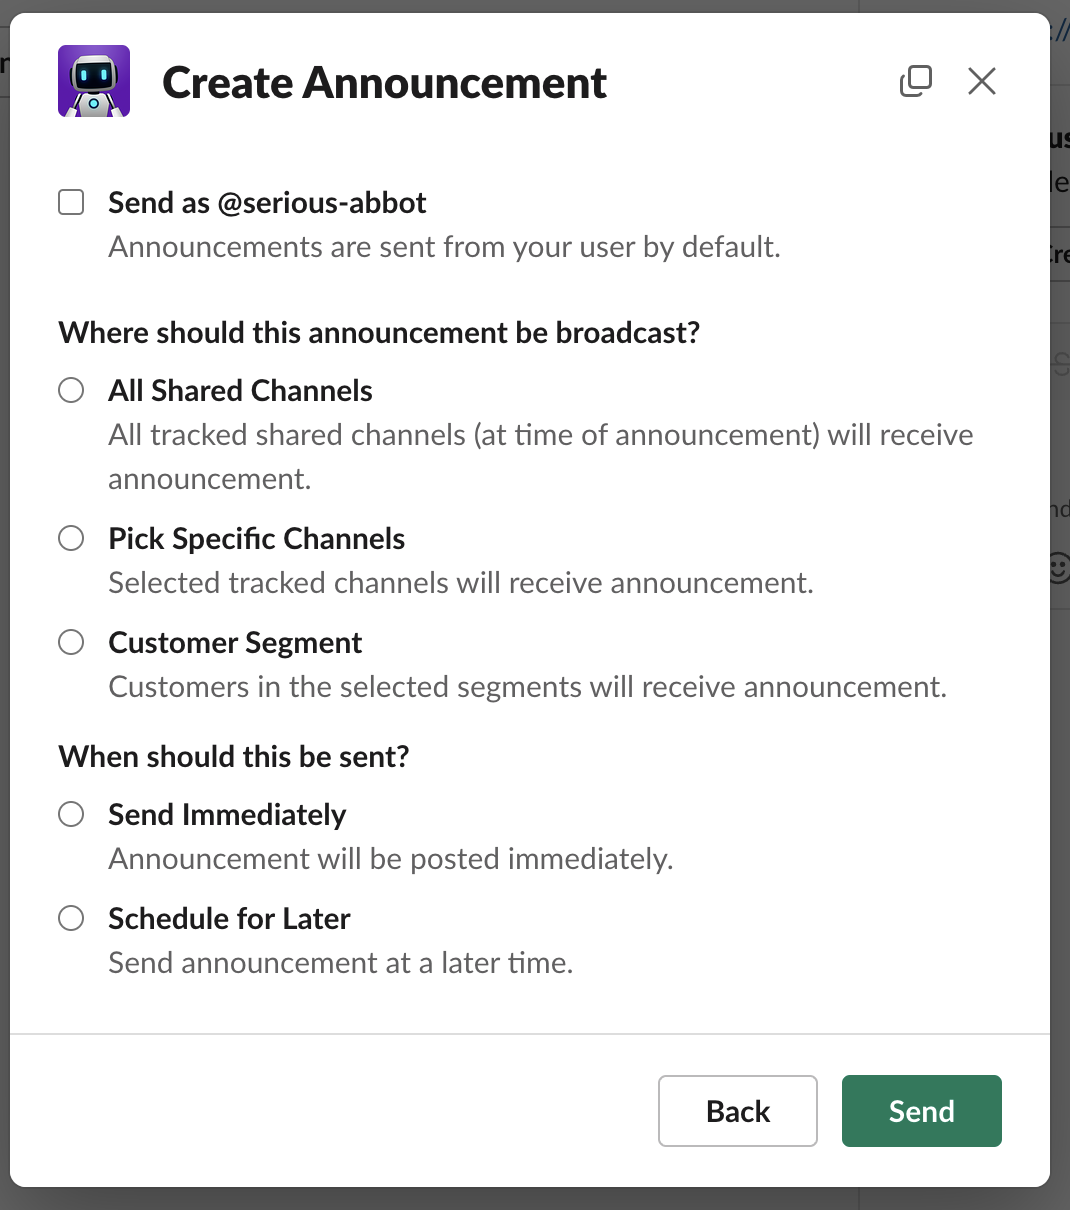 Create Announcement
Send as @serious-abbot
Announcements are sent from your user by default.
Where should this announcement be broadcast?
All Shared Channels
All tracked shared channels (at time of announcement) will receive
announcement.
Pick Specific Channels
Selected tracked channels will receive announcement.
Customer Segment
Customers in the selected segments will receive announcement.
When should this be sent?
Send Immediately
Announcement will be posted immediately.
Schedule for Later
Send announcement at a later time.
Back
Send